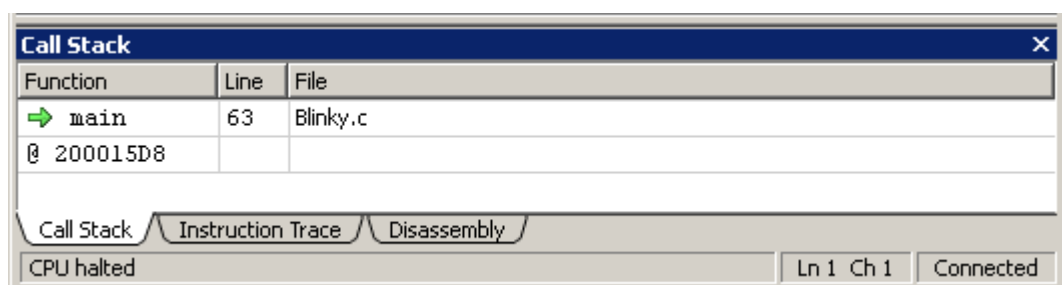 Call Stack ×
Function Line File
main 63 Blinky.c
@ 200015D8
Call Stack Instruction Trace Disassembly
CPU halted Ln 1 Ch 1 Connected